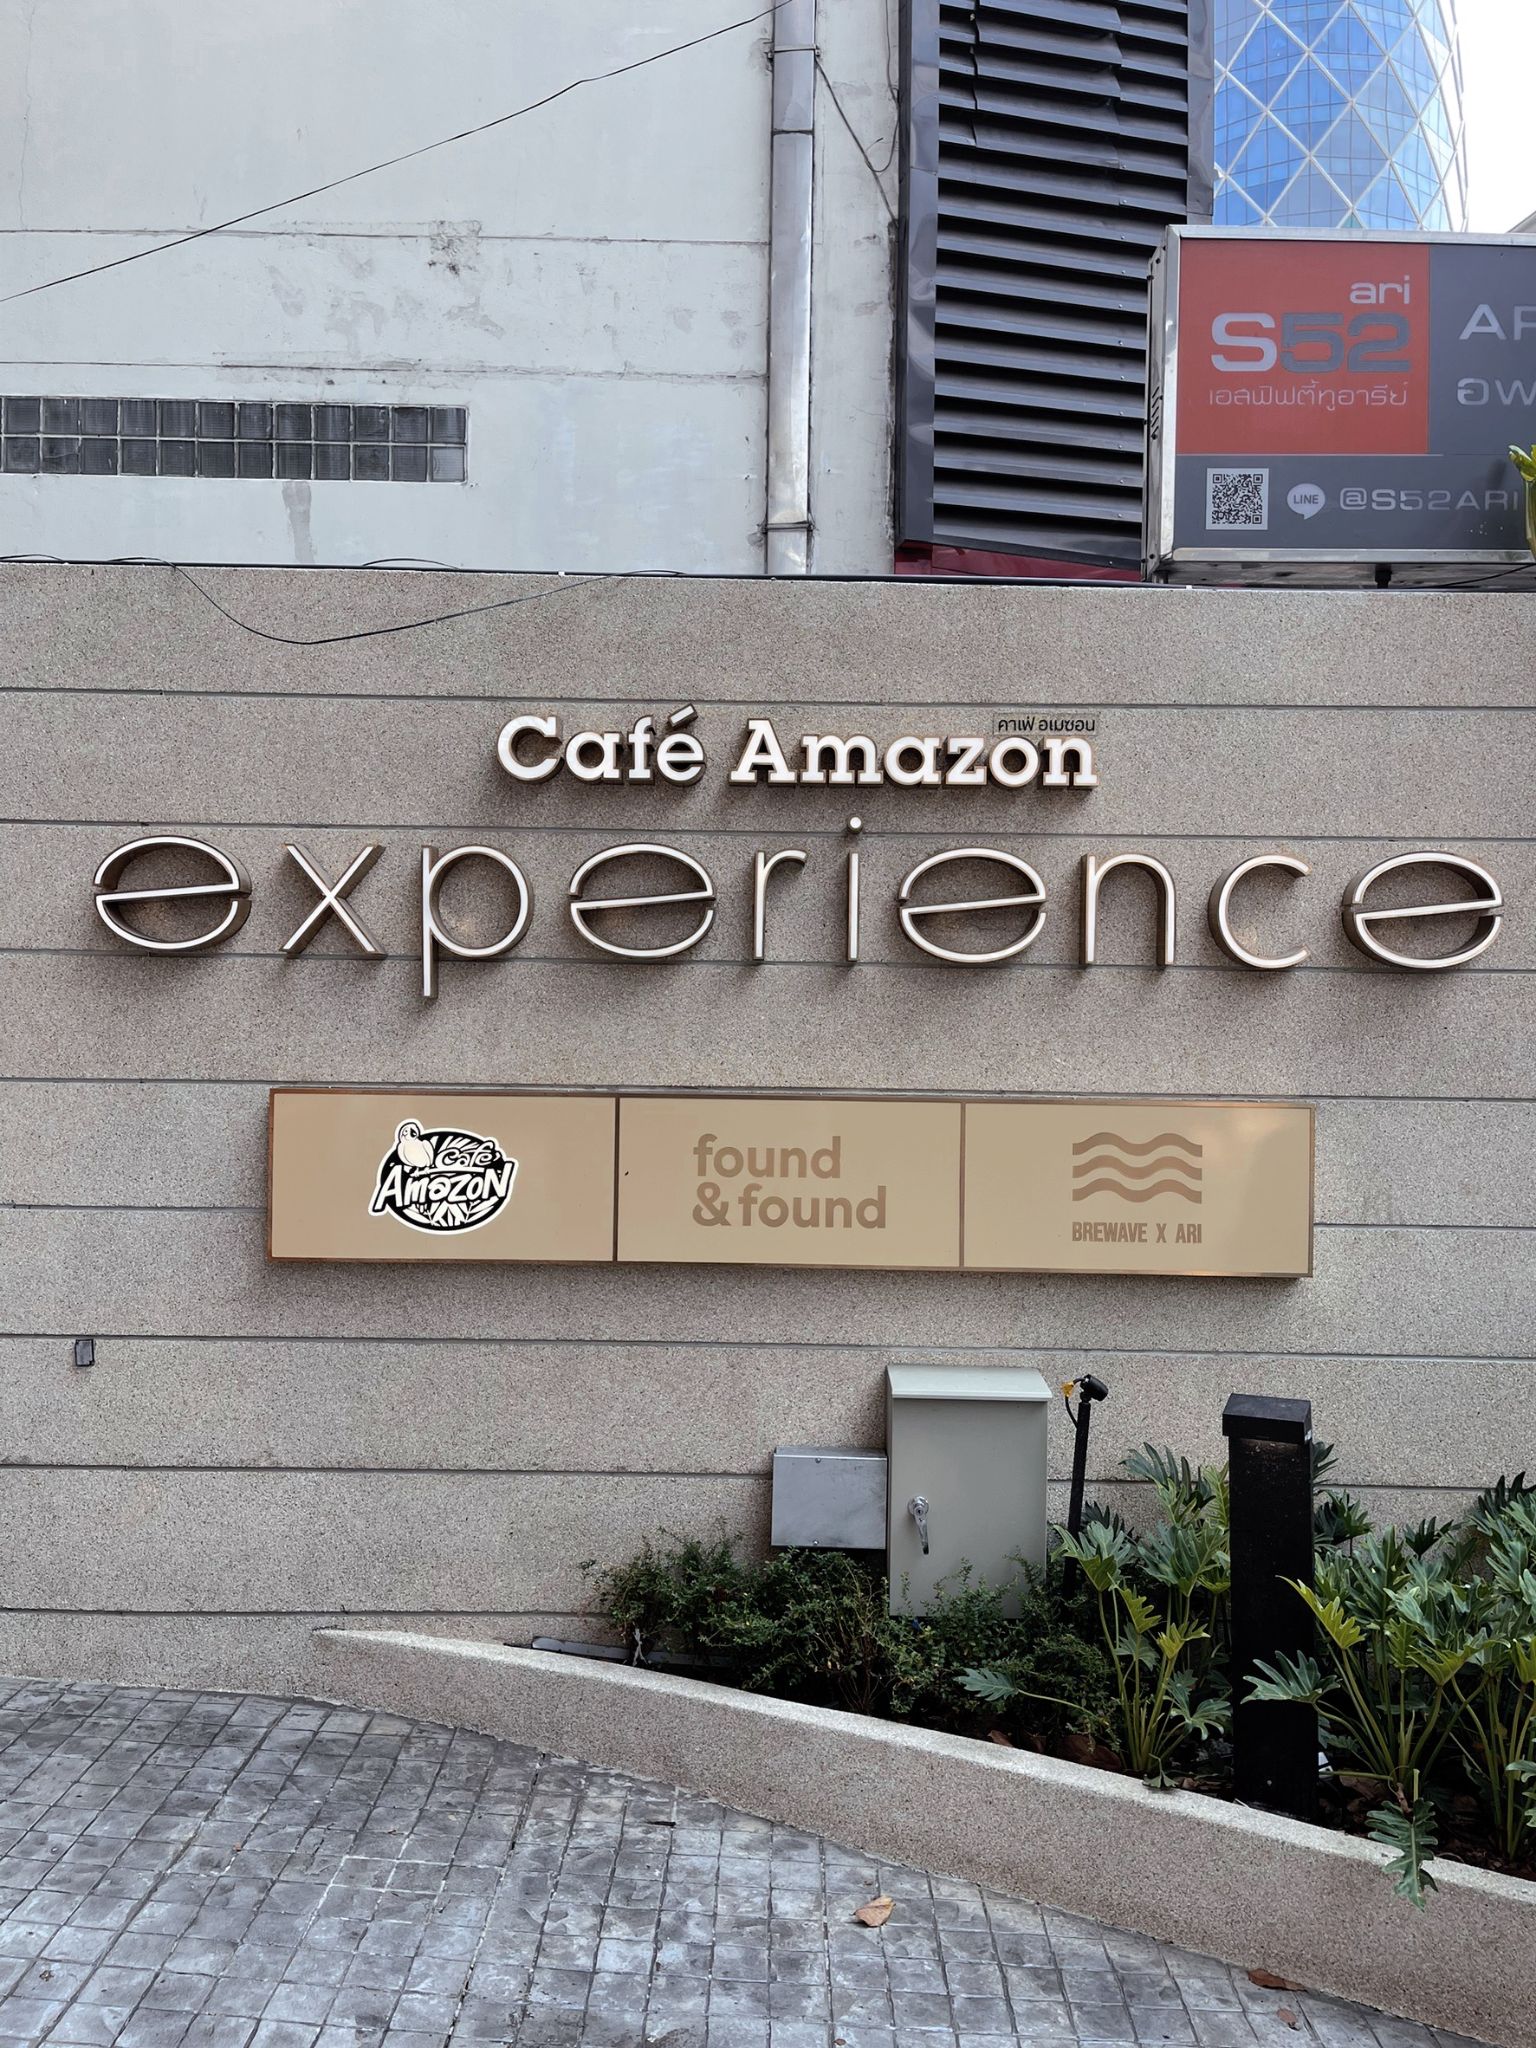 ari
S52
เอสฟิฟตี้ทูอารีย์
LINE @S52ARI
คาเฟ่ อเมซอน
Café Amazon
experience
Café
Amazon
found
& found
BREWAVE X ARI